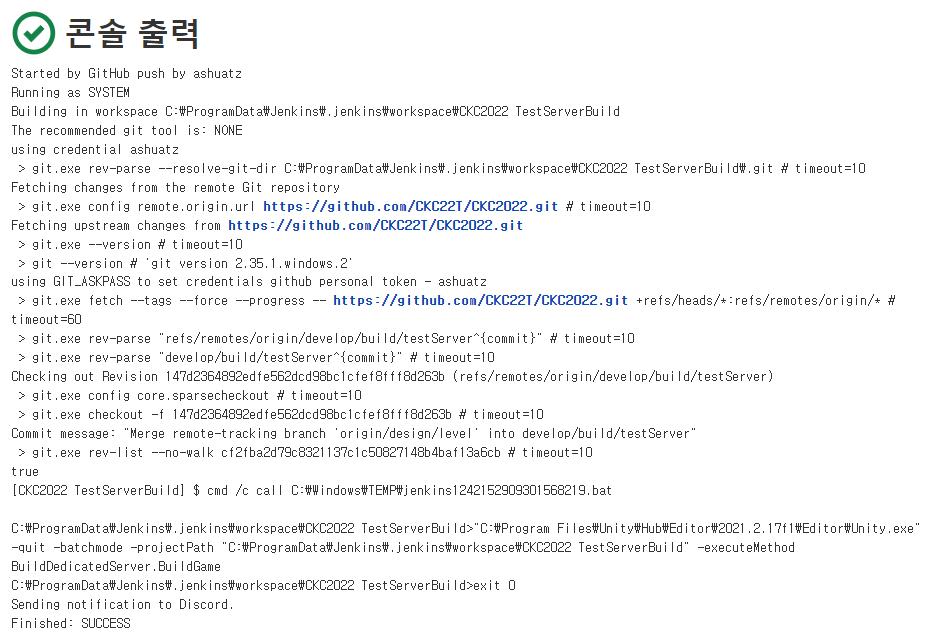 콘솔 출력
Started by GitHub push by ashuatz
Running as SYSTEM
Building in workspace C:₩ProgramData₩Jenkins₩.jenkins₩workspace₩CKC2022 TestServerBuild
The recommended git tool is: NONE
using credential ashuatz
 > git.exe rev-parse --resolve-git-dir C:₩ProgramData₩Jenkins₩.jenkins₩workspace₩CKC2022 TestServerBuild₩.git # timeout=10
Fetching changes from the remote Git repository
 > git.exe config remote.origin.url https://github.com/CKC22T/CKC2022.git # timeout=10
Fetching upstream changes from https://github.com/CKC22T/CKC2022.git
 > git.exe --version # timeout=10
 > git --version # 'git version 2.35.1.windows.2'
using GIT_ASKPASS to set credentials github personal token - ashuatz
 > git.exe fetch --tags --force --progress -- https://github.com/CKC22T/CKC2022.git +refs/heads/*:refs/remotes/origin/* #
timeout=60
 > git.exe rev-parse "refs/remotes/origin/develop/build/testServer^{commit}" # timeout=10
 > git.exe rev-parse "develop/build/testServer^{commit}" # timeout=10
Checking out Revision 147d2364892edfe562dcd98bc1cfef8fff8d263b (refs/remotes/origin/develop/build/testServer)
 > git.exe config core.sparsecheckout # timeout=10
 > git.exe checkout -f 147d2364892edfe562dcd98bc1cfef8fff8d263b # timeout=10
Commit message: "Merge remote-tracking branch 'origin/design/level' into develop/build/testServer"
 > git.exe rev-list --no-walk cf2fba2d79c8321137c1c50827148b4baf13a6cb # timeout=10
true
[CKC2022 TestServerBuild] $ cmd /c call C:₩Windows₩TEMP₩jenkins1242152909301568219.bat
C:₩ProgramData₩Jenkins₩.jenkins₩workspace₩CKC2022 TestServerBuild>"C:₩Program Files₩Unity₩Hub₩Editor₩2021.2.17f1₩Editor₩Unity.exe"
-quit -batchmode -projectPath "C:₩ProgramData₩Jenkins₩.jenkins₩workspace₩CKC2022 TestServerBuild" -executeMethod
BuildDedicatedServer.BuildGame
C:₩ProgramData₩Jenkins₩.jenkins₩workspace₩CKC2022 TestServerBuild>exit 0
Sending notification to Discord.
Finished: SUCCESS